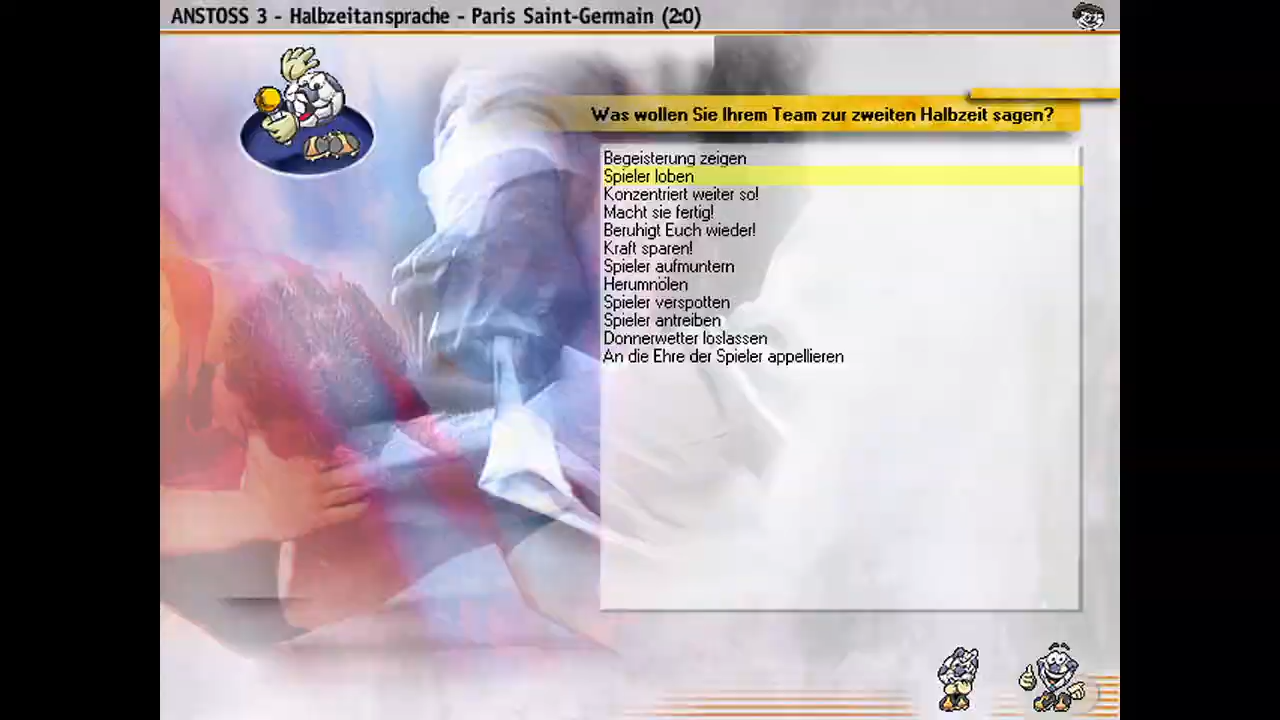 ANSTOSS 3 - Halbzeitansprache - Paris Saint-Germain (2:0)
Was wollen Sie Ihrem Team zur zweiten Halbzeit sagen?
Begeisterung zeigen
Spieler loben
Konzentriert weiter so!
Macht sie fertig!
Beruhigt Euch wieder!
Kraft sparen!
Spieler aufmuntern
Herumnölen
Spieler verspotten
Spieler antreiben
Donnerwetter loslassen
An die Ehre der Spieler appellieren